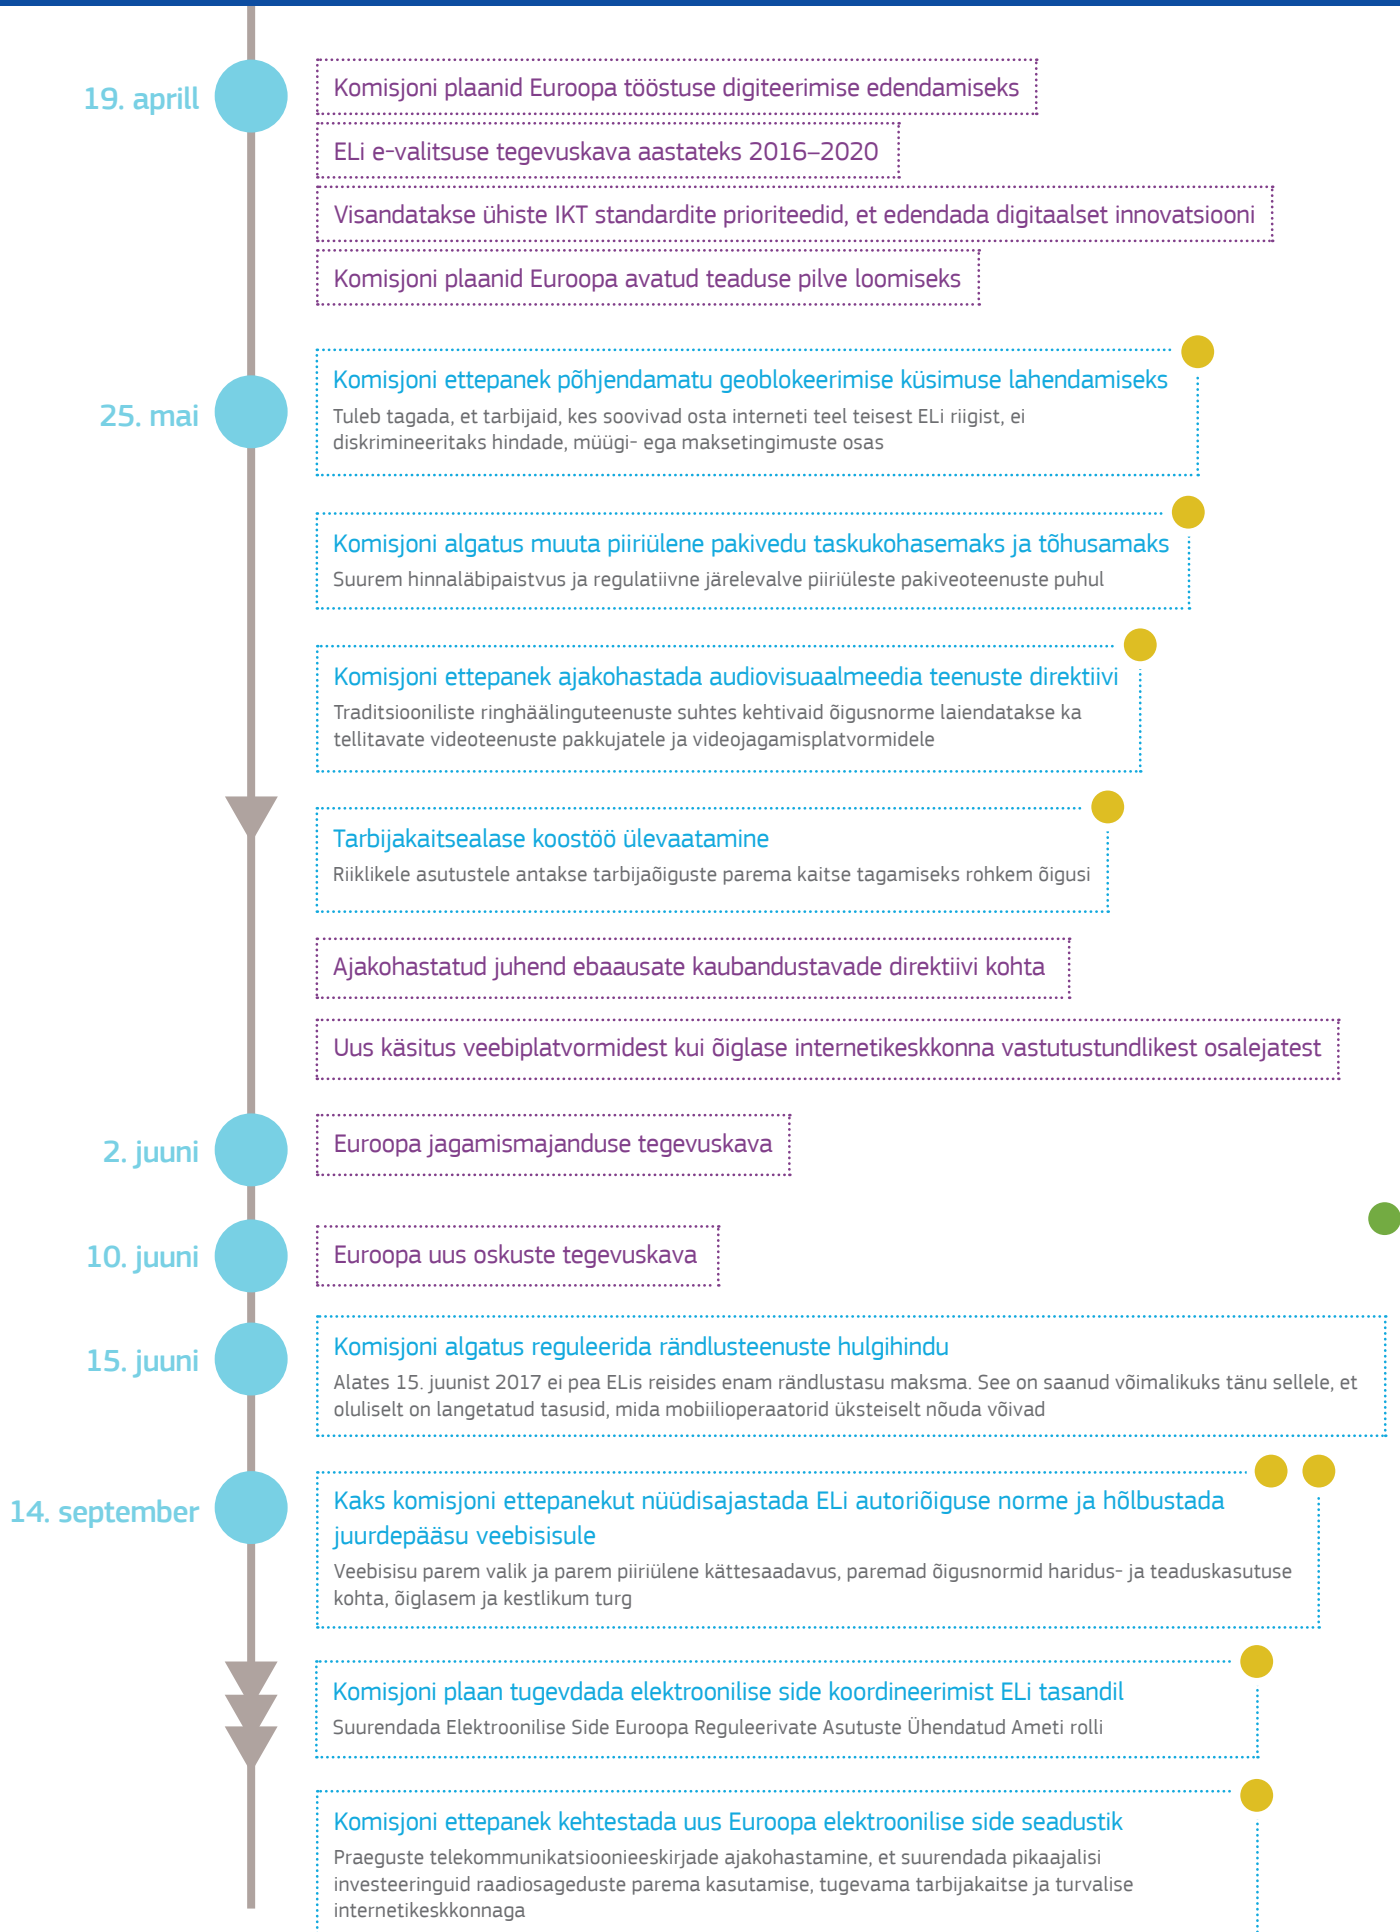 19. aprill
Komisjoni plaanid Euroopa tööstuse digiteerimise edendamiseks
ELi e-valitsuse tegevuskava aastateks 2016–2020
Visandatakse ühiste IKT standardite prioriteedid, et edendada digitaalset innovatsiooni
Komisjoni plaanid Euroopa avatud teaduse pilve loomiseks
25. mai
Komisjoni ettepanek põhjendamatu geoblokeerimise küsimuse lahendamiseks
Tuleb tagada, et tarbijaid, kes soovivad osta interneti teel teisest ELi riigist, ei
diskrimineeritaks hindade, müügi- ega maksetingimuste osas
Komisjoni algatus muuta piiriülene pakivedu taskukohasemaks ja tõhusamaks
Suurem hinnaläbipaistvus ja regulatiivne järelevalve piiriüleste pakiveoteenuste puhul
Komisjoni ettepanek ajakohastada audiovisuaalmeedia teenuste direktiivi
Traditsiooniliste ringhäälinguteenuste suhtes kehtivaid õigusnorme laiendatakse ka
tellitavate videoteenuste pakkujatele ja videojagamisplatvormidele
Tarbijakaitsealase koostöö ülevaatamine
Riiklikele asutustele antakse tarbijaõiguste parema kaitse tagamiseks rohkem õigusi
Ajakohastatud juhend ebaausate kaubandustavade direktiivi kohta
Uus käsitus veebiplatvormidest kui õiglase internetikeskkonna vastutustundlikest osalejatest
2. juuni
Euroopa jagamismajanduse tegevuskava
10. juuni
Euroopa uus oskuste tegevuskava
15. juuni
Komisjoni algatus reguleerida rändlusteenuste hulgihindu
Alates 15. juunist 2017 ei pea ELis reisides enam rändlustasu maksma. See on saanud võimalikuks tänu sellele, et
oluliselt on langetatud tasusid, mida mobiilioperaatorid üksteiselt nõuda võivad
14. september
Kaks komisjoni ettepanekut nüüdisajastada ELi autoriõiguse norme ja hõlbustada
juurdepääsu veebisisule
Veebisisu parem valik ja parem piiriülene kättesaadavus, paremad õigusnormid haridus- ja teaduskasutuse
kohta, õiglasem ja kestlikum turg
Komisjoni plaan tugevdada elektroonilise side koordineerimist ELi tasandil
Suurendada Elektroonilise Side Euroopa Reguleerivate Asutuste Ühendatud Ameti rolli
Komisjoni ettepanek kehtestada uus Euroopa elektroonilise side seadustik
Praeguste telekommunikatsioonieeskirjade ajakohastamine, et suurendada pikaajalisi
investeeringuid raadiosageduste parema kasutamise, tugevama tarbijakaitse ja turvalise
internetikeskkonnaga